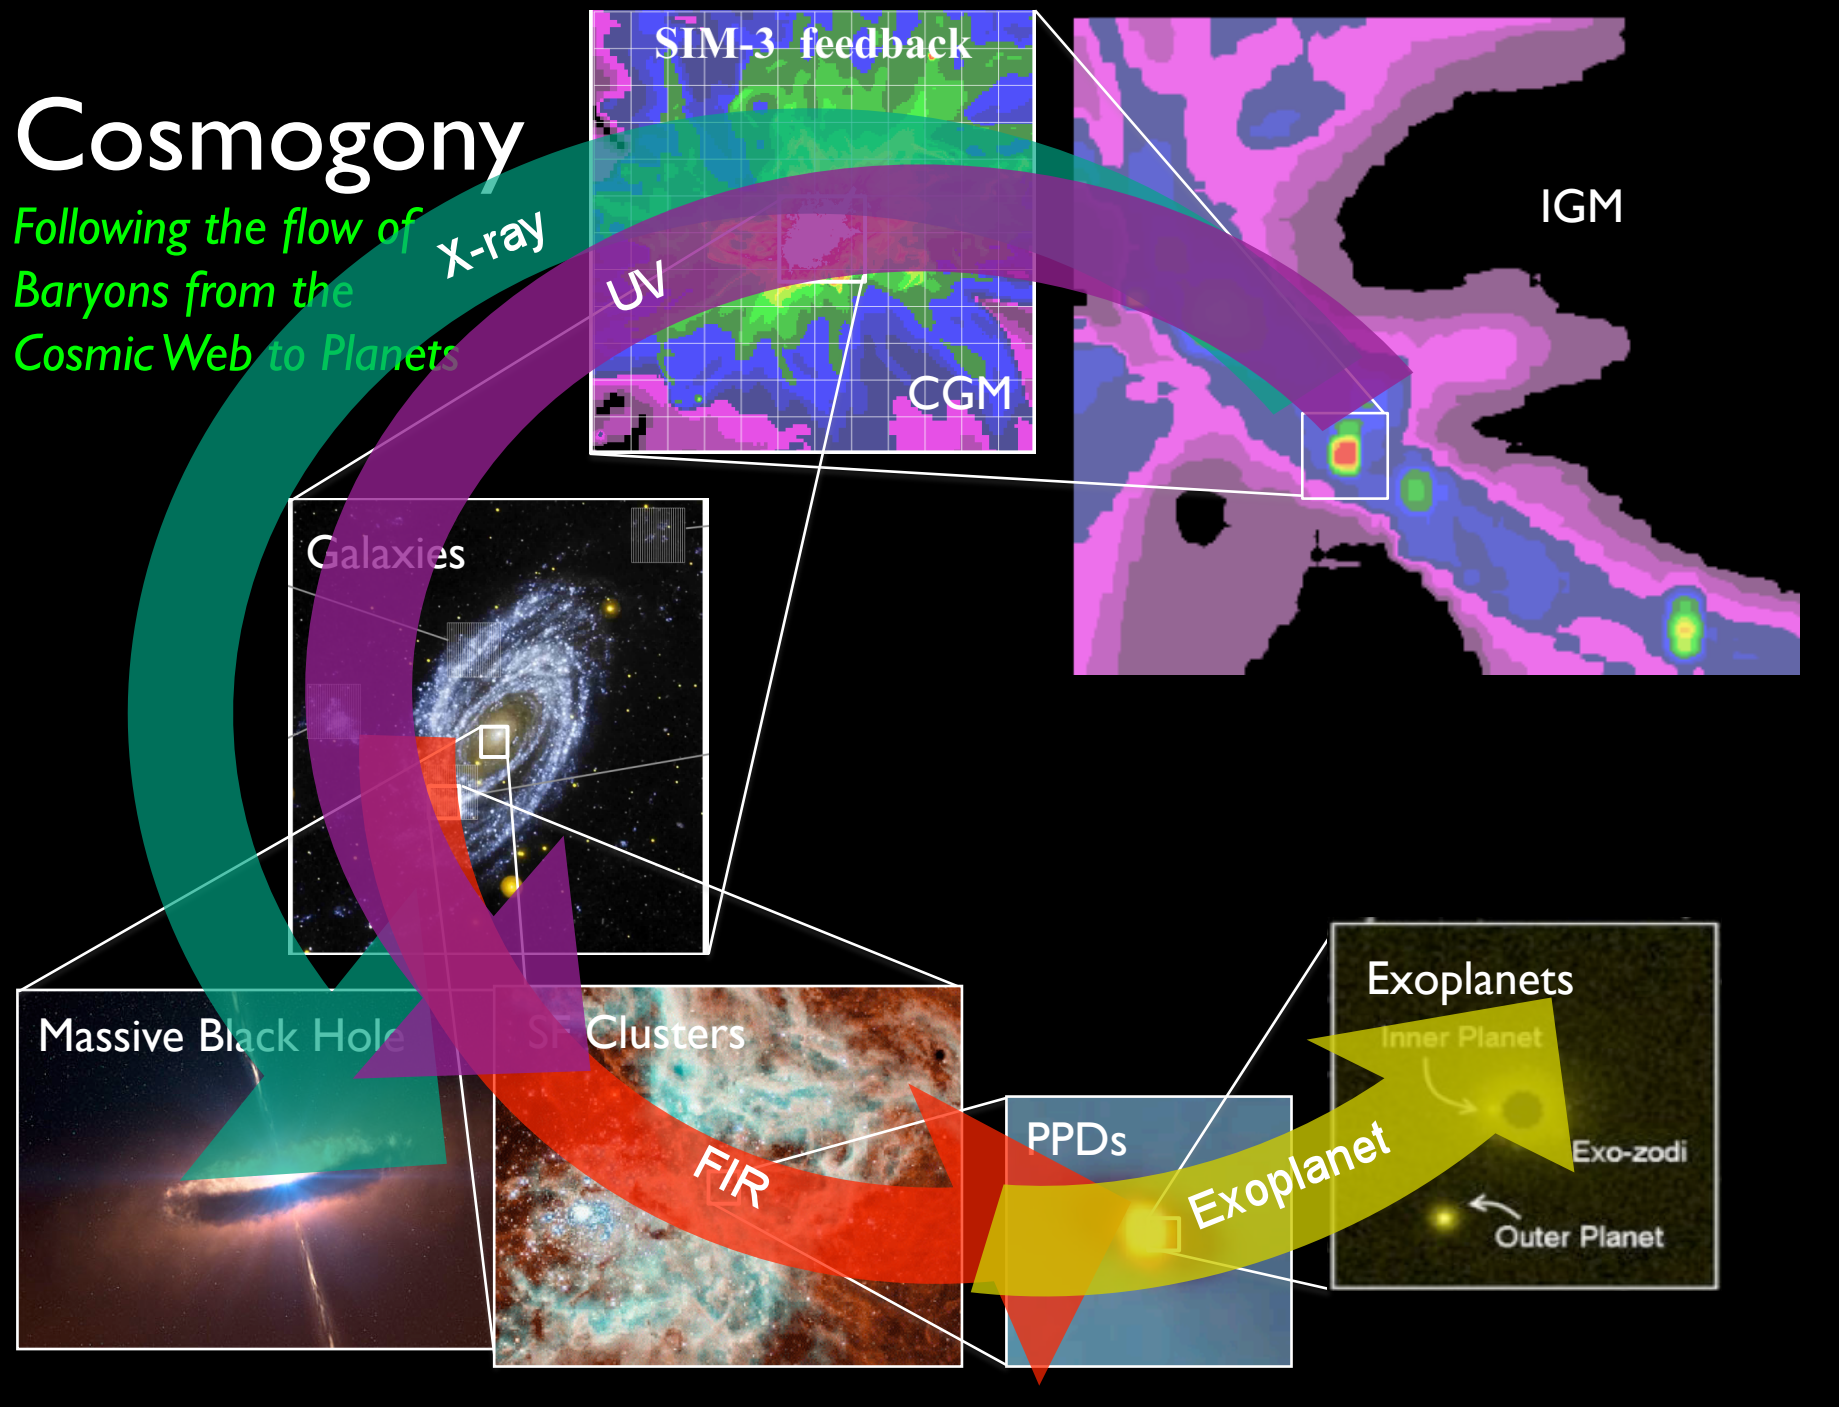 Cosmogony
Following the flow of
Baryons from the
Cosmic Web to Planets
SIM-3 feedback
CGM
IGM
X-ray
UV
Galaxies
Massive Black Hole
SF Clusters
FIR
PPDs
Exoplanet
Exoplanets
Inner Planet
Exo-zodi
Outer Planet